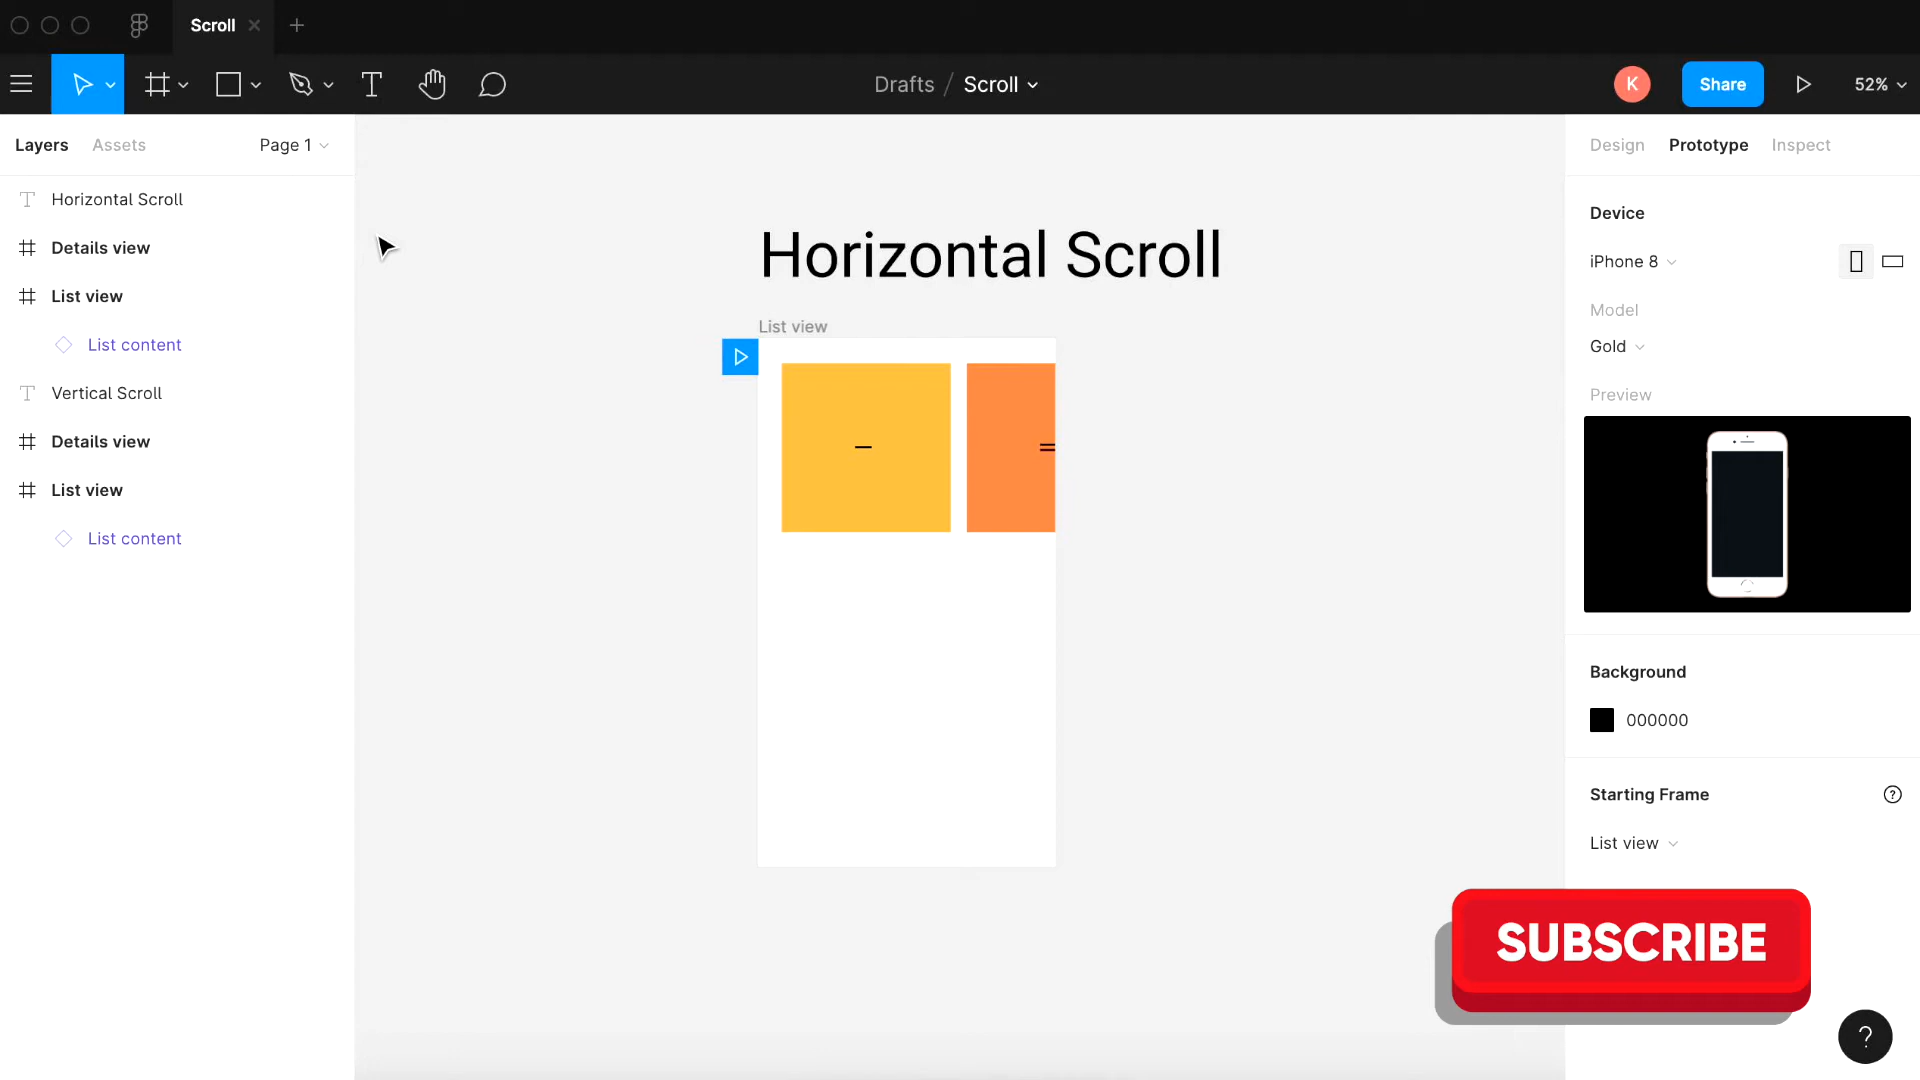 Scroll
Drafts / Scroll
K
Share
52%
Layers
Assets
Page 1
Horizontal Scroll
Details view
List view
List content
Vertical Scroll
Details view
List view
List content
Horizontal Scroll
List view
一
二
Design
Prototype
Inspect
Device
iPhone 8
Model
Gold
Preview
Background
000000
Starting Frame
?
List view
SUBSCRIBE
?